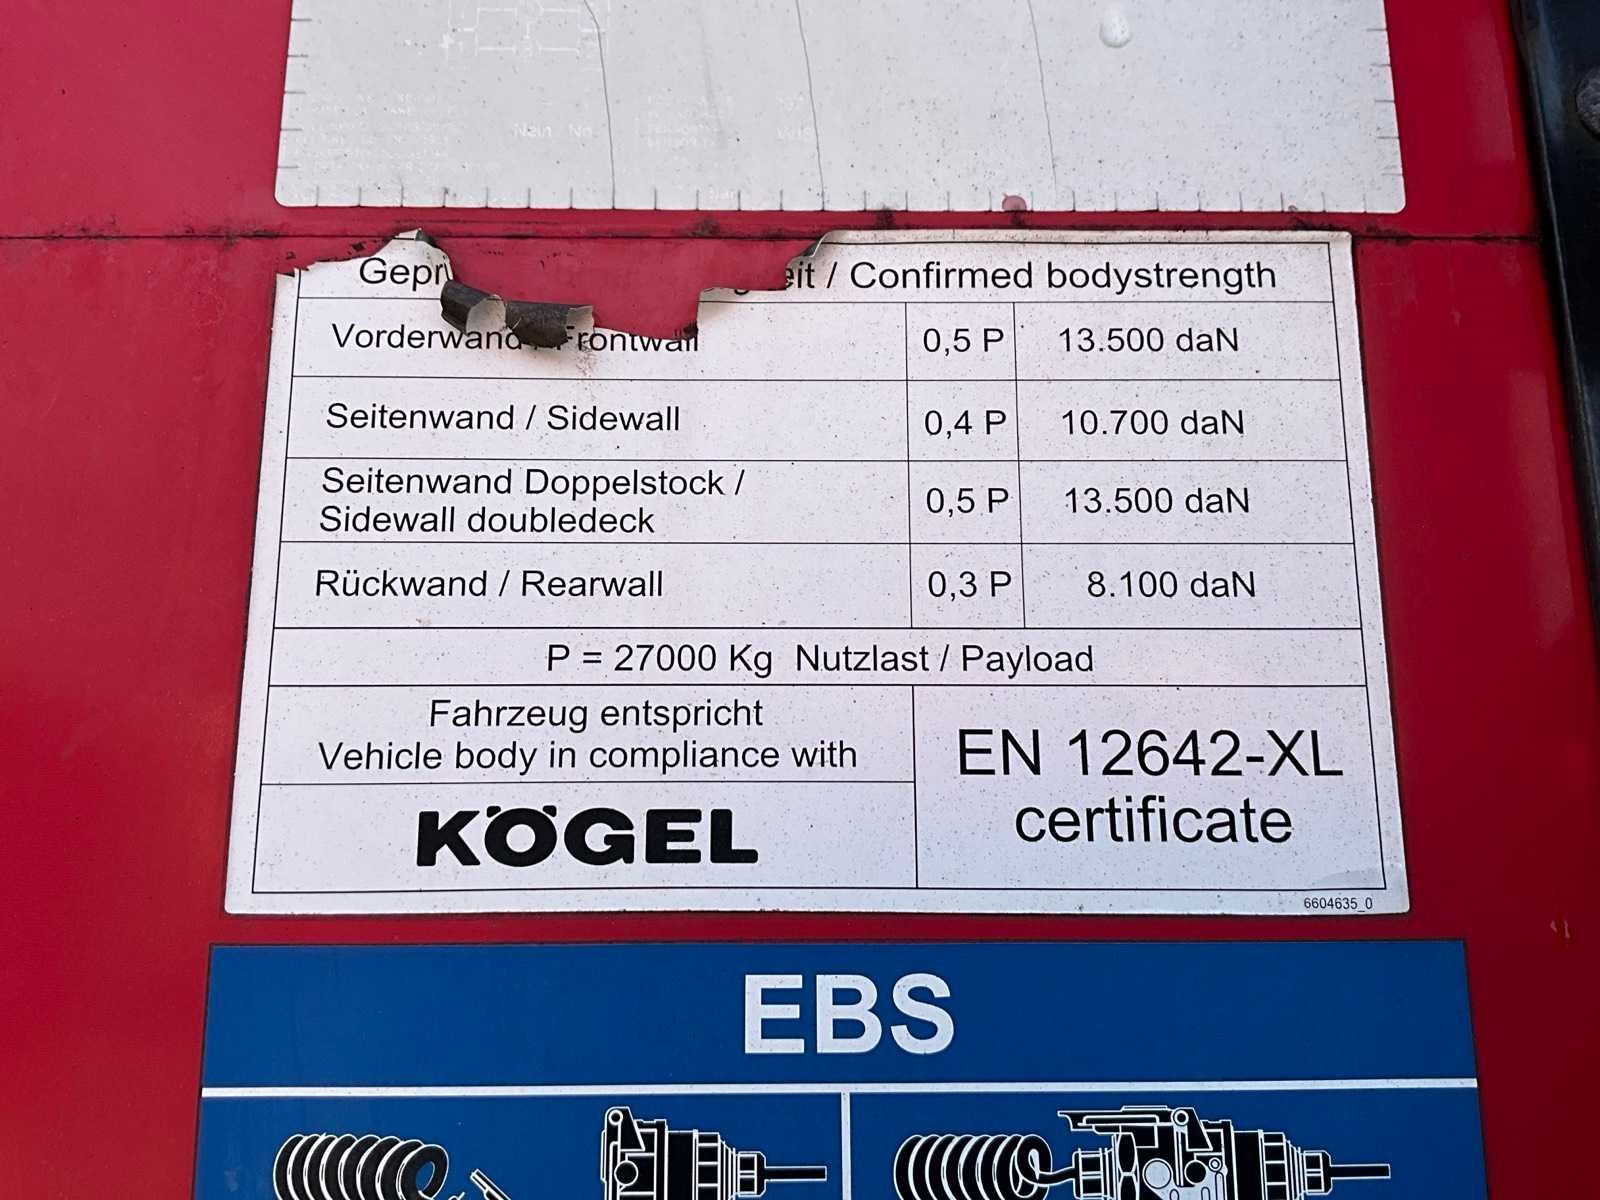 Nein No
/ Confirmed bodystrength
Vorderwand / Frontwall
0,5 P
13.500 daN
Seitenwand / Sidewall
0,4 P
10.700 daN
Seitenwand Doppelstock /
Sidewall doubledeck
0,5 P
13.500 daN
Rückwand / Rearwall
0,3 P
8.100 daN
P = 27000 Kg Nutzlast / Payload
Fahrzeug entspricht
Vehicle body in compliance with
EN 12642-XL
certificate
KÖGEL
6604635_0
EBS